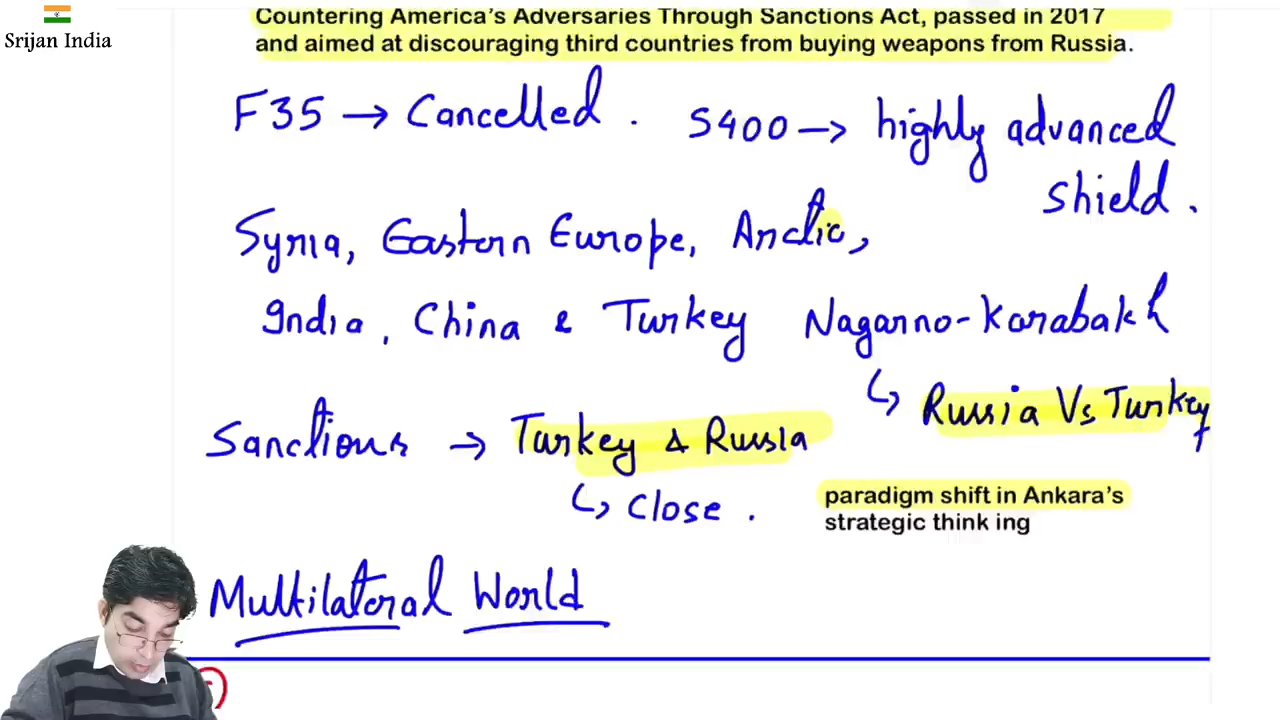 Srijan India
Countering America's Adversaries Through Sanctions Act, passed in 2017
and aimed at discouraging third countries from buying weapons from Russia.
F35 → Cancelled . S400 → highly advanced
shield .
Syria, Eastern Europe, Arctic,
India, China & Turkey Nagarno-Karabakh
↳ Russia Vs Turkey
Sanctions → Turkey & Russia
↳ Close .
paradigm shift in Ankara's
strategic think ing
Multilateral World